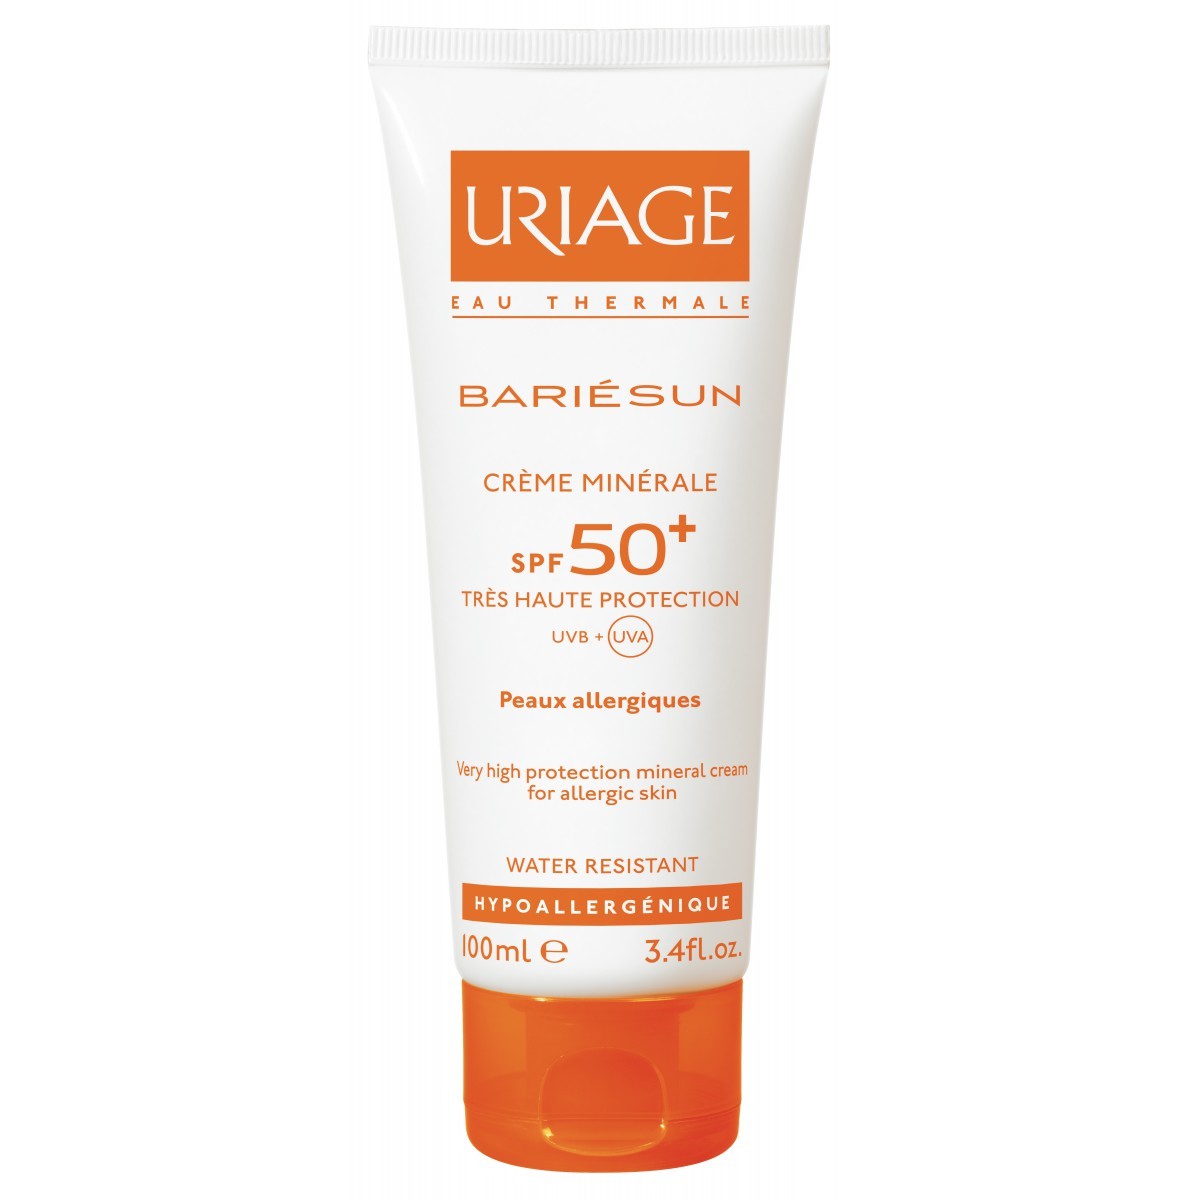 URIAGE
EAU THERMALE
BARIÉSUN
CRÈME MINÉRALE
SPF 50+
TRÈS HAUTE PROTECTION
UVB + UVA
Peaux allergiques
Very high protection mineral cream
for allergic skin
WATER RESISTANT
HYPOALLERGÉNIQUE
100ml e 3.4fl.oz.